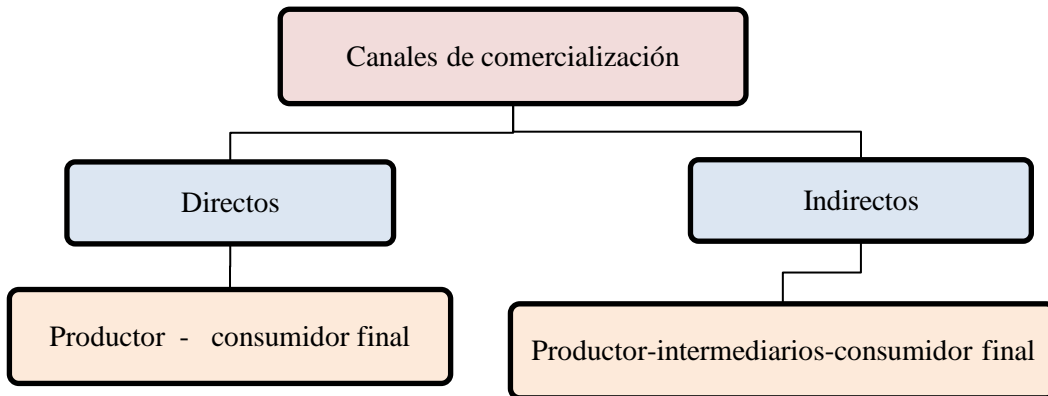 Canales de comercialización
Directos
Indirectos
Productor - consumidor final
Productor-intermediarios-consumidor final